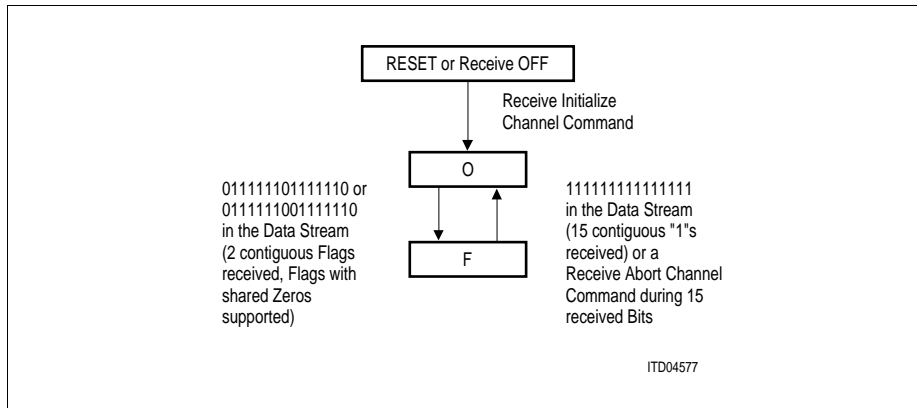 RESET or Receive OFF
Receive Initialize
Channel Command
O
011111101111110 or
0111111001111110
in the Data Stream
(2 contiguous Flags
received, Flags with
shared Zeros
supported)
111111111111111
in the Data Stream
(15 contiguous "1"s
received) or a
Receive Abort Channel
Command during 15
received Bits
F
ITD04577